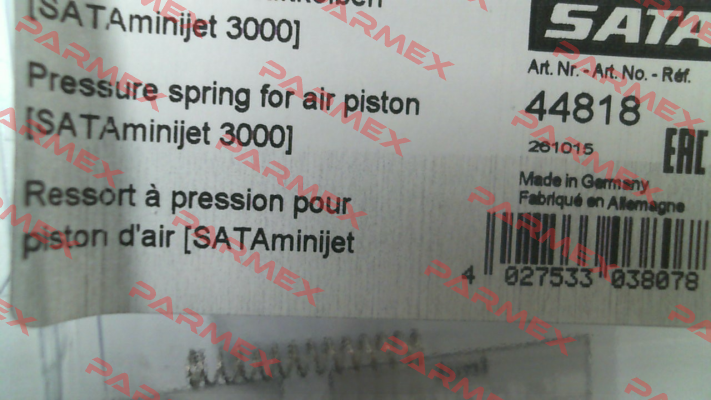 [SATAminijet 3000]
Pressure spring for air piston
[SATAminijet 3000]
Ressort à pression pour
piston d'air [SATAminijet
SATA
Art. Nr. - Art. No. - Réf.
44818
261015
EAC
Made in Germany
Fabriqué en Allemagne
4 027533 038078
PARMEX